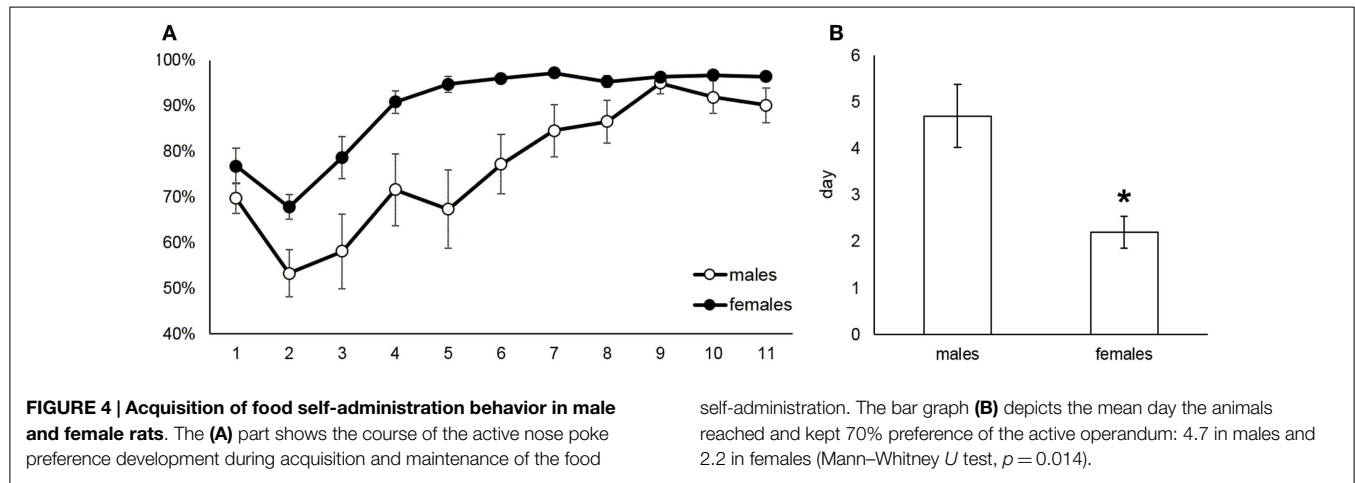 A
100%
90%
80%
70%
60%
50%
40%
1 2 3 4 5 6 7 8 9 10 11
males
females
B
6
5
4
3
2
1
0
day
*
males females
FIGURE 4 | Acquisition of food self-administration behavior in male
and female rats. The (A) part shows the course of the active nose poke
preference development during acquisition and maintenance of the food
self-administration. The bar graph (B) depicts the mean day the animals
reached and kept 70% preference of the active operandum: 4.7 in males and
2.2 in females (Mann–Whitney U test, p = 0.014).